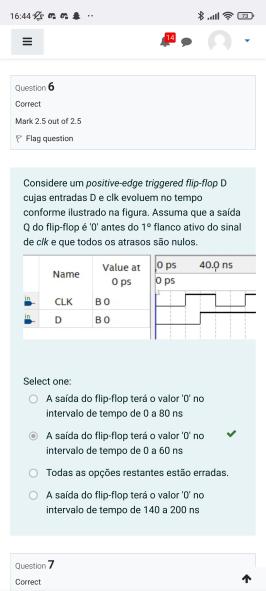 16:44
73
14
Question 6
Correct
Mark 2.5 out of 2.5
Flag question
Considere um positive-edge triggered flip-flop D
cujas entradas D e clk evoluem no tempo
conforme ilustrado na figura. Assuma que a saída
Q do flip-flop é '0' antes do 1º flanco ativo do sinal
de clk e que todos os atrasos são nulos.
Name Value at 0 ps 0 ps 40.0 ns
0 ps
in CLK B 0
in D B 0
Select one:
A saída do flip-flop terá o valor '0' no
intervalo de tempo de 0 a 80 ns
A saída do flip-flop terá o valor '0' no
intervalo de tempo de 0 a 60 ns
Todas as opções restantes estão erradas.
A saída do flip-flop terá o valor '0' no
intervalo de tempo de 140 a 200 ns
Question 7
Correct